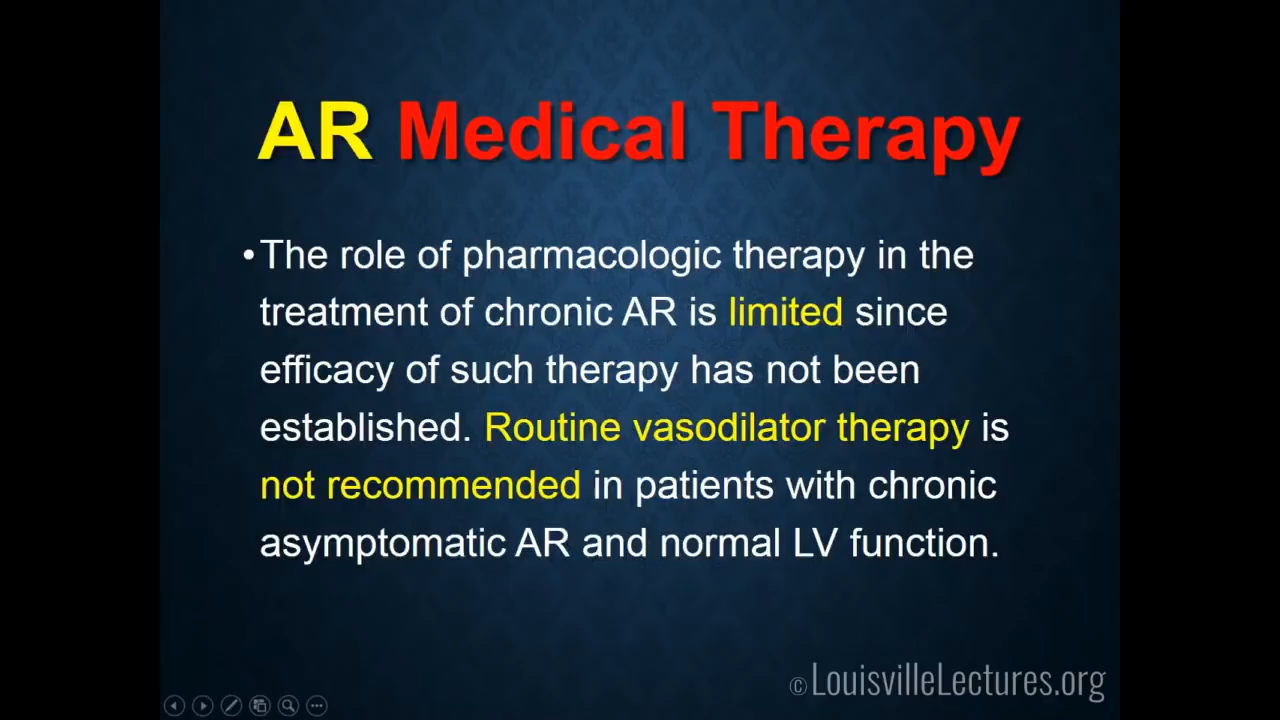 AR Medical Therapy
•The role of pharmacologic therapy in the
treatment of chronic AR is limited since
efficacy of such therapy has not been
established. Routine vasodilator therapy is
not recommended in patients with chronic
asymptomatic AR and normal LV function.
© LouisvilleLectures.org